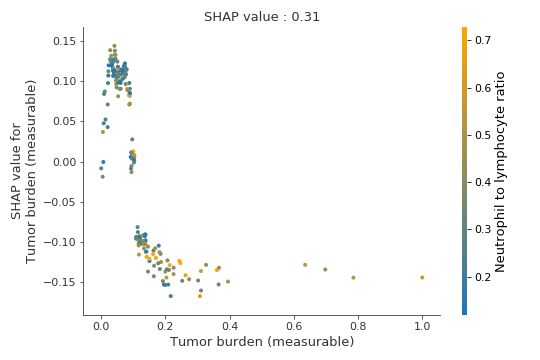 SHAP value : 0.31
0.15
0.10
0.05
0.00
−0.05
−0.10
−0.15
SHAP value for
Tumor burden (measurable)
0.0 0.2 0.4 0.6 0.8 1.0
Tumor burden (measurable)
0.7
0.6
0.5
0.4
0.3
0.2
Neutrophil to lymphocyte ratio